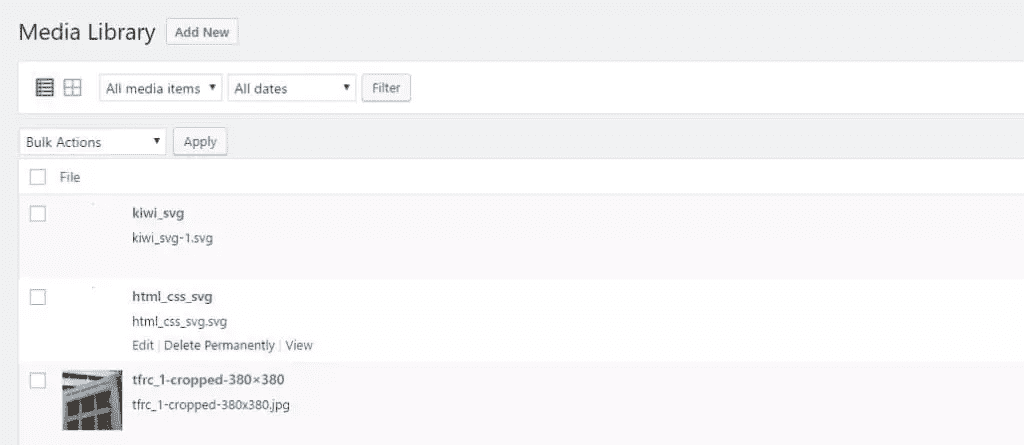 Media Library Add New
All media items All dates Filter
Bulk Actions Apply
File
kiwi_svg
kiwi_svg-1.svg
html_css_svg
html_css_svg.svg
Edit | Delete Permanently | View
tfrc_1-cropped-380×380
tfrc_1-cropped-380x380.jpg